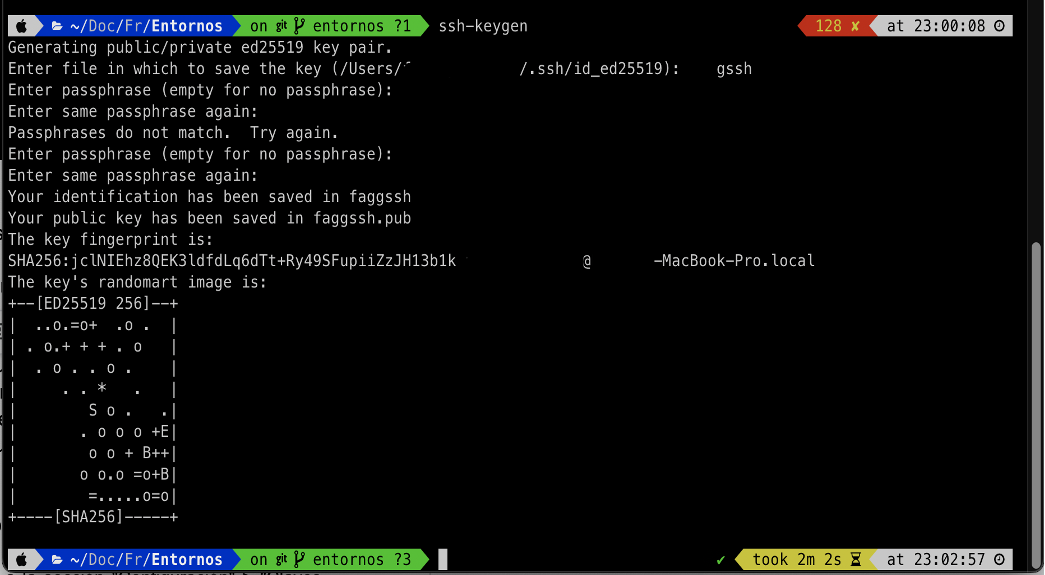 ~/Doc/Fr/Entornos on git entornos ?1 ssh-keygen 128 ✘ at 23:00:08
Generating public/private ed25519 key pair.
Enter file in which to save the key (/Users/ /.ssh/id_ed25519): gssh
Enter passphrase (empty for no passphrase):
Enter same passphrase again:
Passphrases do not match.  Try again.
Enter passphrase (empty for no passphrase):
Enter same passphrase again:
Your identification has been saved in faggssh
Your public key has been saved in faggssh.pub
The key fingerprint is:
SHA256:jclNIEhz8QEK3ldfdLq6dTt+Ry49SFupiiZzJH13b1k @ -MacBook-Pro.local
The key's randomart image is:
+--[ED25519 256]--+
|  ..o.=o+  .o .  |
| . o.+ + + . o   |
|  . o . . o .    |
|     . . *   .   |
|        S o .   .|
|       . o o o +E|
|        o o + B++|
|       o o.o =o+B|
|        =.....o=o|
+----[SHA256]-----+
~/Doc/Fr/Entornos on git entornos ?3 ✔ took 2m 2s at 23:02:57